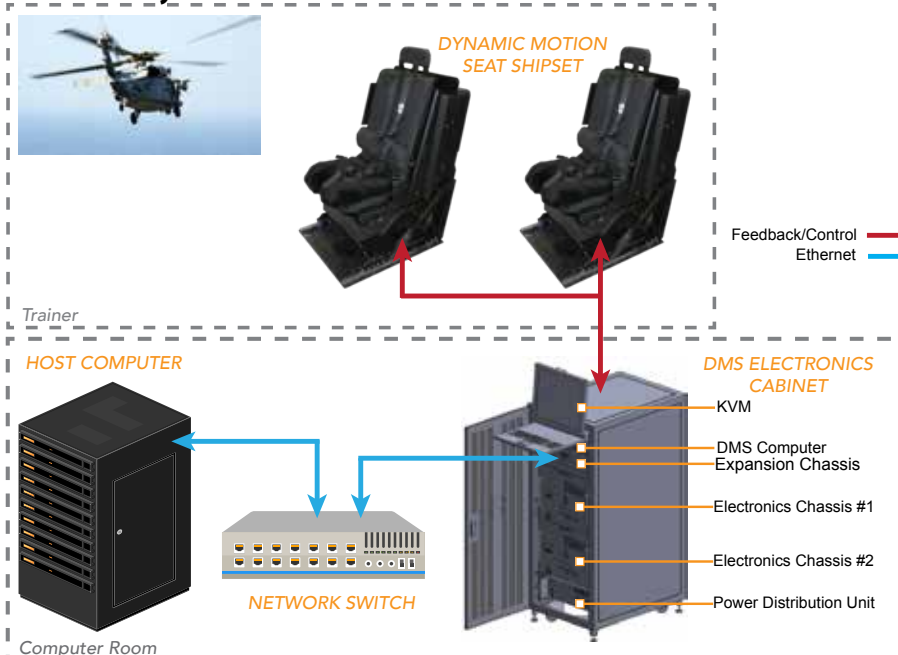 DYNAMIC MOTION
SEAT SHIPSET
Feedback/Control
Ethernet
Trainer
HOST COMPUTER
DMS ELECTRONICS
CABINET
KVM
DMS Computer
Expansion Chassis
Electronics Chassis #1
Electronics Chassis #2
NETWORK SWITCH
Power Distribution Unit
Computer Room